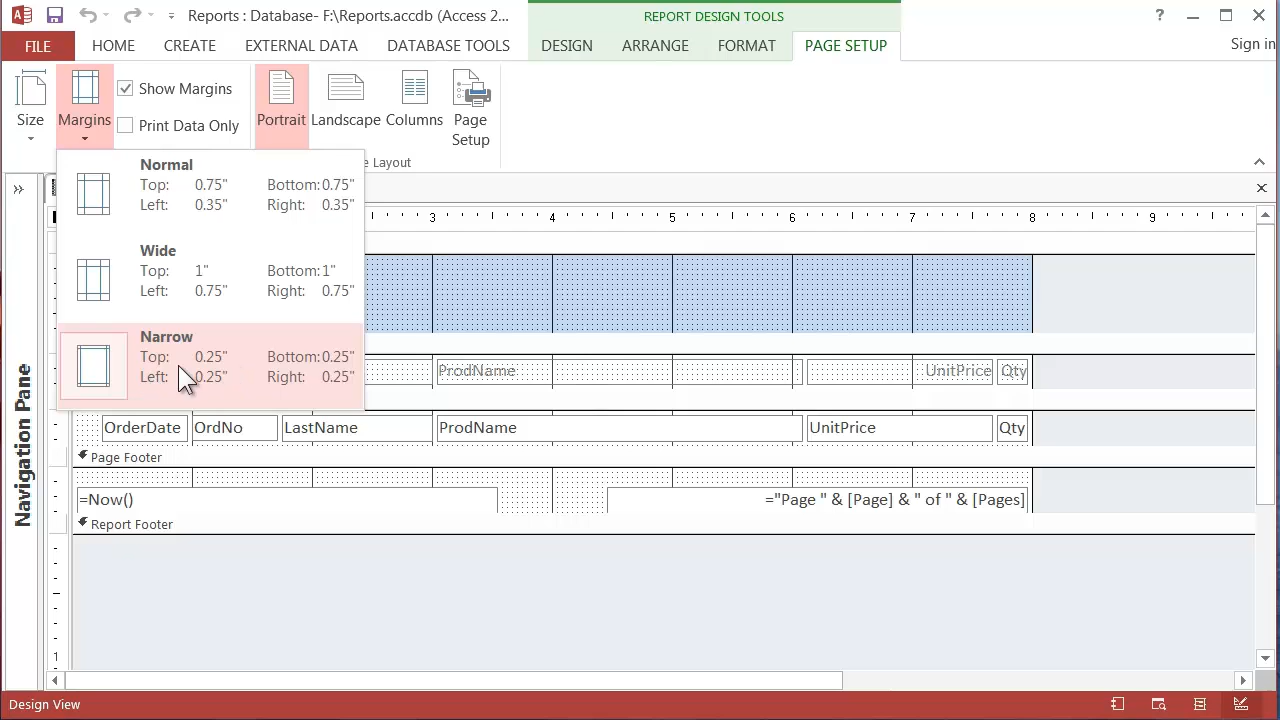 Reports : Database- F:\Reports.accdb (Access 2...
REPORT DESIGN TOOLS
?
FILE HOME CREATE EXTERNAL DATA DATABASE TOOLS DESIGN ARRANGE FORMAT PAGE SETUP Sign in
Size Margins Show Margins
Print Data Only
Portrait Landscape Columns Page Setup
e Layout
Normal
Top: 0.75" Bottom: 0.75"
Left: 0.35" Right: 0.35"
3 4 5 6 7 8 9
Wide
Top: 1" Bottom: 1"
Left: 0.75" Right: 0.75"
Narrow
Top: 0.25" Bottom: 0.25"
Left: 0.25" Right: 0.25"
ProdName UnitPrice Qty
OrderDate OrdNo LastName ProdName UnitPrice Qty
Page Footer
=Now() ="Page " & [Page] & " of " & [Pages]
Report Footer
1
Navigation Pane
Design View